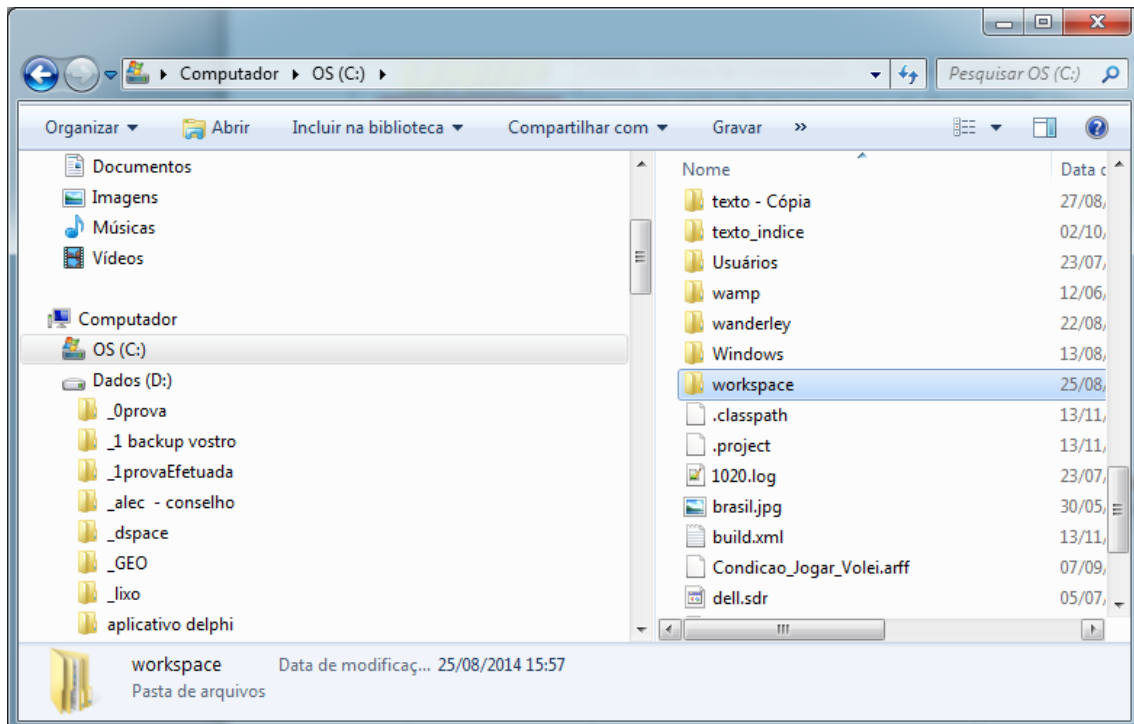 Computador OS (C:)
Pesquisar OS (C:)
Organizar Abrir Incluir na biblioteca Compartilhar com Gravar »
Documentos
Imagens
Músicas
Vídeos
Computador
OS (C:)
Dados (D:)
_0prova
_1 backup vostro
_1provaEfetuada
_alec - conselho
_dspace
_GEO
_lixo
aplicativo delphi
Nome Data d
texto - Cópia 27/08,
texto_indice 02/10,
Usuários 23/07,
wamp 12/06,
wanderley 22/08,
Windows 13/08,
workspace 25/08,
.classpath 13/11,
.project 13/11,
1020.log 23/07,
brasil.jpg 30/05,
build.xml 13/11,
Condicao_Jogar_Volei.arff 07/09,
dell.sdr 05/07,
workspace Data de modificaç... 25/08/2014 15:57
Pasta de arquivos